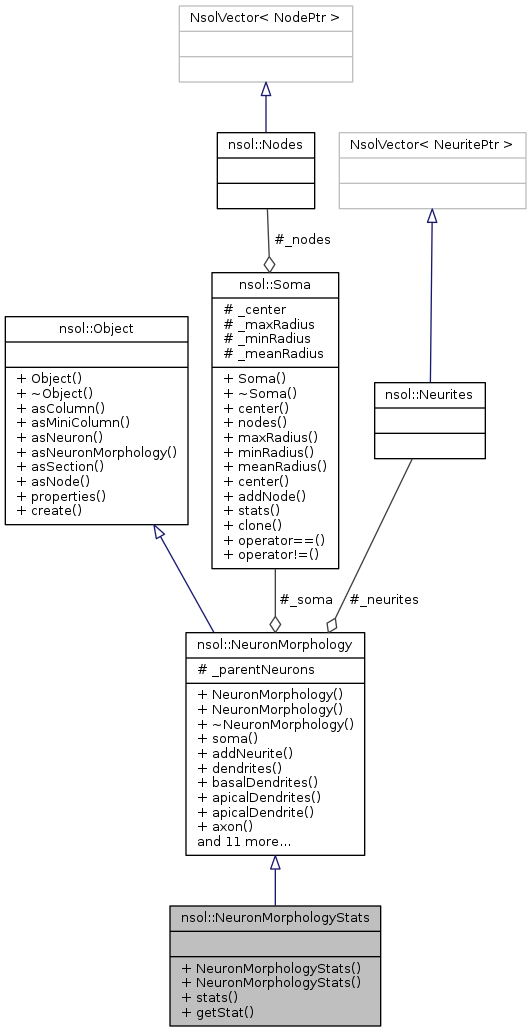 NsolVector< NodePtr >
nsol::Nodes
NsolVector< NeuritePtr >
#_nodes
nsol::Soma
# _center
# _maxRadius
# _minRadius
# _meanRadius
+ Soma()
+ ~Soma()
+ center()
+ nodes()
+ maxRadius()
+ minRadius()
+ meanRadius()
+ center()
+ addNode()
+ stats()
+ clone()
+ operator==()
+ operator!=()
nsol::Object
+ Object()
+ ~Object()
+ asColumn()
+ asMiniColumn()
+ asNeuron()
+ asNeuronMorphology()
+ asSection()
+ asNode()
+ properties()
+ create()
nsol::Neurites
#_soma
#_neurites
nsol::NeuronMorphology
# _parentNeurons
+ NeuronMorphology()
+ NeuronMorphology()
+ ~NeuronMorphology()
+ soma()
+ addNeurite()
+ dendrites()
+ basalDendrites()
+ apicalDendrites()
+ apicalDendrite()
+ axon()
and 11 more...
nsol::NeuronMorphologyStats
+ NeuronMorphologyStats()
+ NeuronMorphologyStats()
+ stats()
+ getStat()